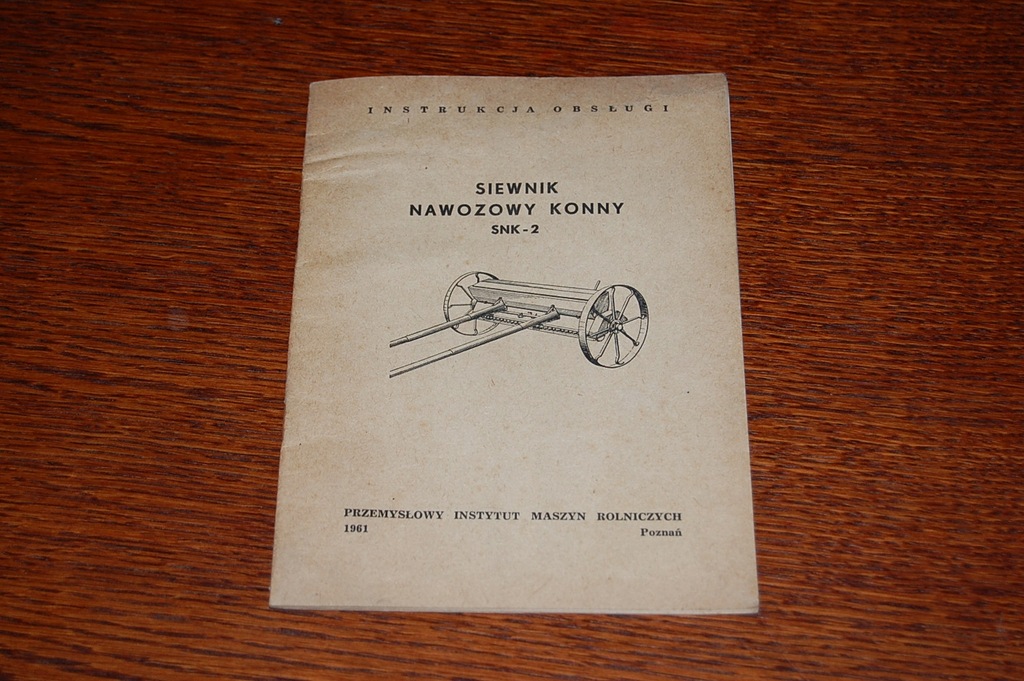 INSTRUKCJA OBSŁUGI
SIEWNIK
NAWOZOWY KONNY
SNK-2
PRZEMYSŁOWY INSTYTUT MASZYN ROLNICZYCH
1961 Poznań